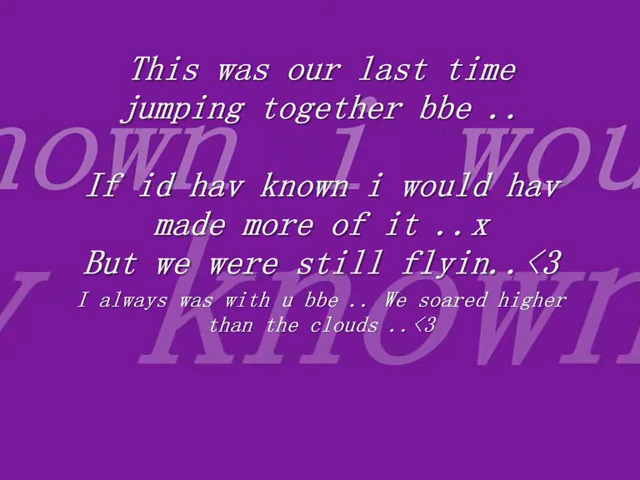 This was our last time
jumping together bbe ..
nown i wou
If id hav known i would hav
made more of it ..x
But we were still flyin..<3
I always was with u bbe .. We soared higher
than the clouds ..<3
y known